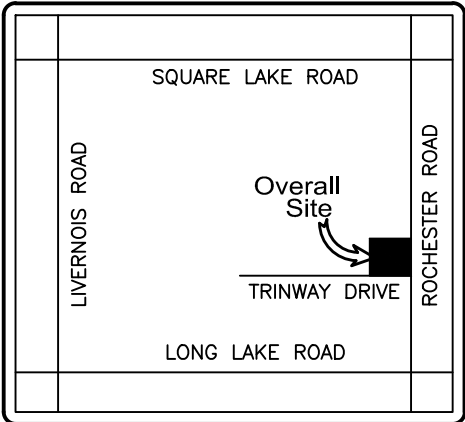 SQUARE LAKE ROAD
LIVERNOIS ROAD
Overall
Site
ROCHESTER ROAD
TRINWAY DRIVE
LONG LAKE ROAD